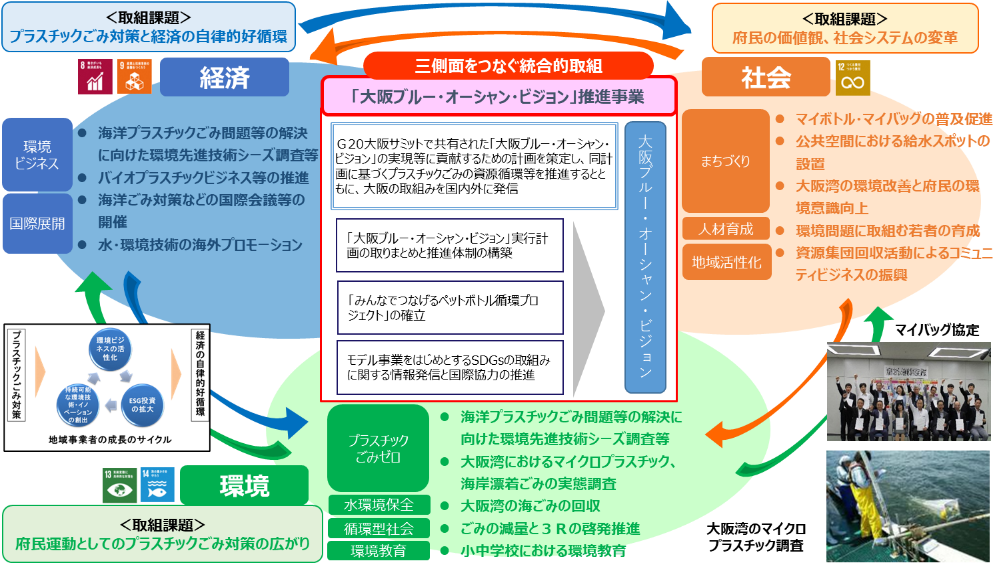 ＜取組課題＞
プラスチックごみ対策と経済の自律的好循環
＜取組課題＞
府民の価値観、社会システムの変革
8
9
経済
三側面をつなぐ統合的取組
「大阪ブルー・オーシャン・ビジョン」推進事業
社会
12
環境
ビジネス
国際展開
● 海洋プラスチックごみ問題等の解決
に向けた環境先進技術シーズ調査等
● バイオプラスチックビジネス等の推進
● 海洋ごみ対策などの国際会議等の
開催
● 水・環境技術の海外プロモーション
Ｇ20大阪サミットで共有された「大阪ブルー・オーシャン・
ビジョン」の実現等に貢献するための計画を策定し、同計
画に基づくプラスチックごみの資源循環等を推進するとと
もに、大阪の取組みを国内外に発信
「大阪ブルー・オーシャン・ビジョン」実行計
画の取りまとめと推進体制の構築
「みんなでつなげるペットボトル循環プロ
ジェクト」の確立
モデル事業をはじめとするSDGsの取組み
に関する情報発信と国際協力の推進
大阪ブルー・オーシャン・ビジョン
まちづくり
人材育成
地域活性化
● マイボトル・マイバッグの普及促進
● 公共空間における給水スポットの
設置
● 大阪湾の環境改善と府民の環
境意識向上
● 環境問題に取組む若者の育成
● 資源集団回収活動によるコミュニ
ティビジネスの振興
プラスチックごみ対策
環境ビジ
ネスの活
性化
持続可能
な環境技
術・イノ
ベーション
の創出
ESG投資
の拡大
経済の自律的好循環
地域事業者の成長のサイクル
マイバッグ協定
13
14
環境
＜取組課題＞
府民運動としてのプラスチックごみ対策の広がり
プラスチック
ごみゼロ
水環境保全
循環型社会
環境教育
● 海洋プラスチックごみ問題等の解決に
向けた環境先進技術シーズ調査等
● 大阪湾におけるマイクロプラスチック、
海岸漂着ごみの実態調査
● 大阪湾の海ごみの回収
● ごみの減量と３Ｒの啓発推進
● 小中学校における環境教育
大阪湾のマイクロ
プラスチック調査